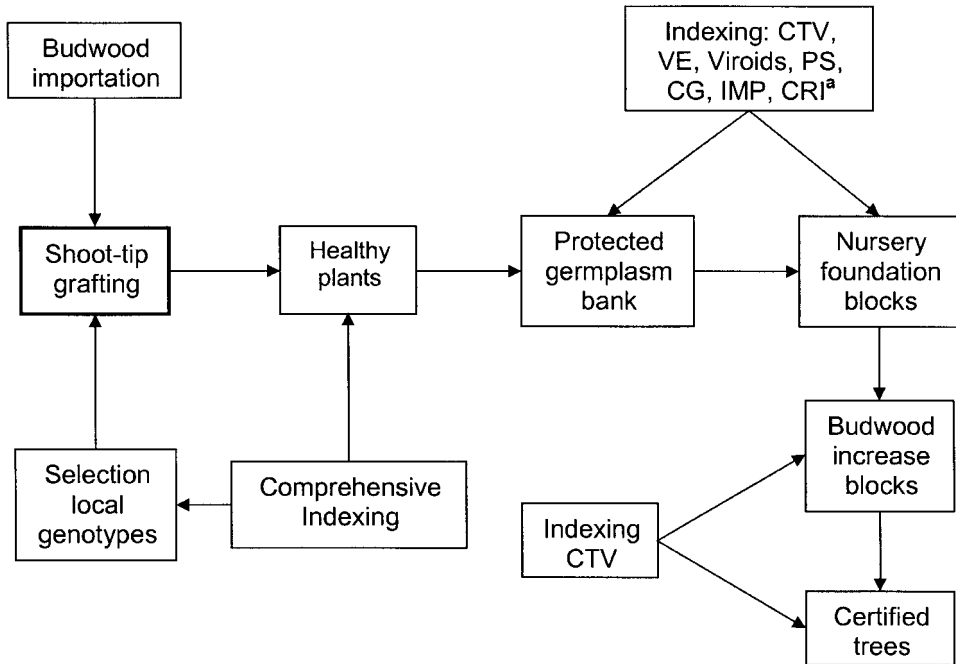 Budwood
importation
Indexing: CTV,
VE, Viroids, PS,
CG, IMP, CRIᵃ
Shoot-tip
grafting
Healthy
plants
Protected
germplasm
bank
Nursery
foundation
blocks
Selection
local
genotypes
Comprehensive
Indexing
Indexing
CTV
Budwood
increase
blocks
Certified
trees